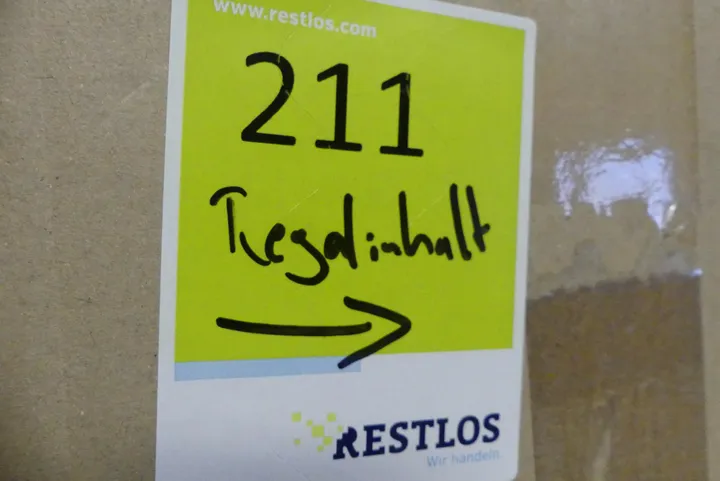 www.restlos.com
211
Regalinhalt
RESTLOS
Wir handeln.